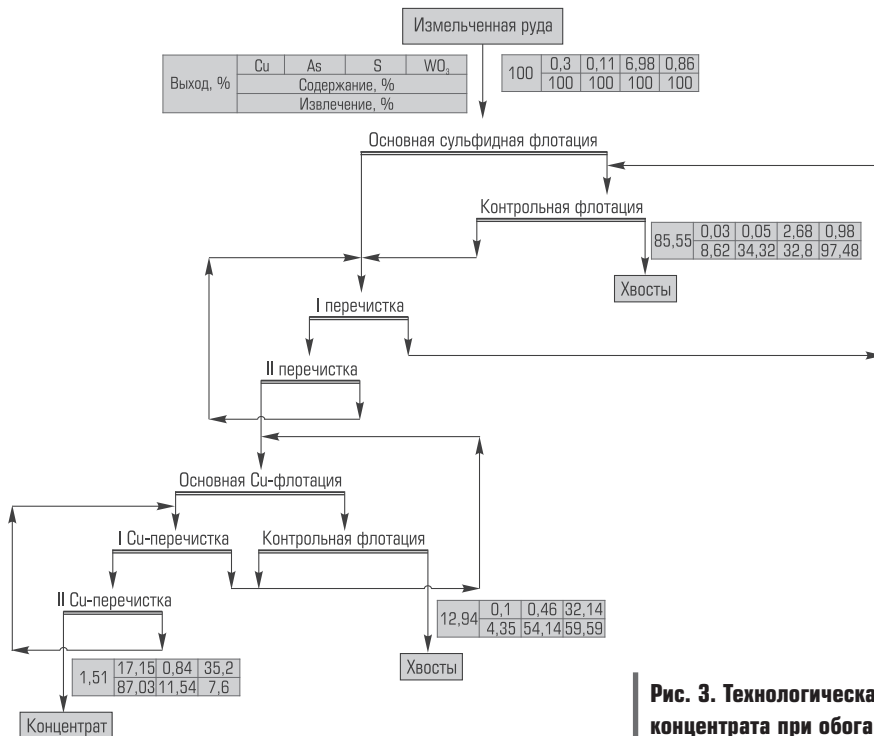 Измельченная руда
Выход, %
Cu As S WO₃
Содержание, %
Извлечение, %
100
0,3 0,11 6,98 0,86
100 100 100 100
Основная сульфидная флотация
Контрольная флотация
85,55
0,03 0,05 2,68 0,98
8,62 34,32 32,8 97,48
Хвосты
I перечистка
II перечистка
Основная Cu-флотация
I Cu-перечистка
Контрольная флотация
II Cu-перечистка
12,94
0,1 0,46 32,14
4,35 54,14 59,59
Хвосты
1,51
17,15 0,84 35,2
87,03 11,54 7,6
Концентрат
Рис. 3. Технологическа
концентрата при обога